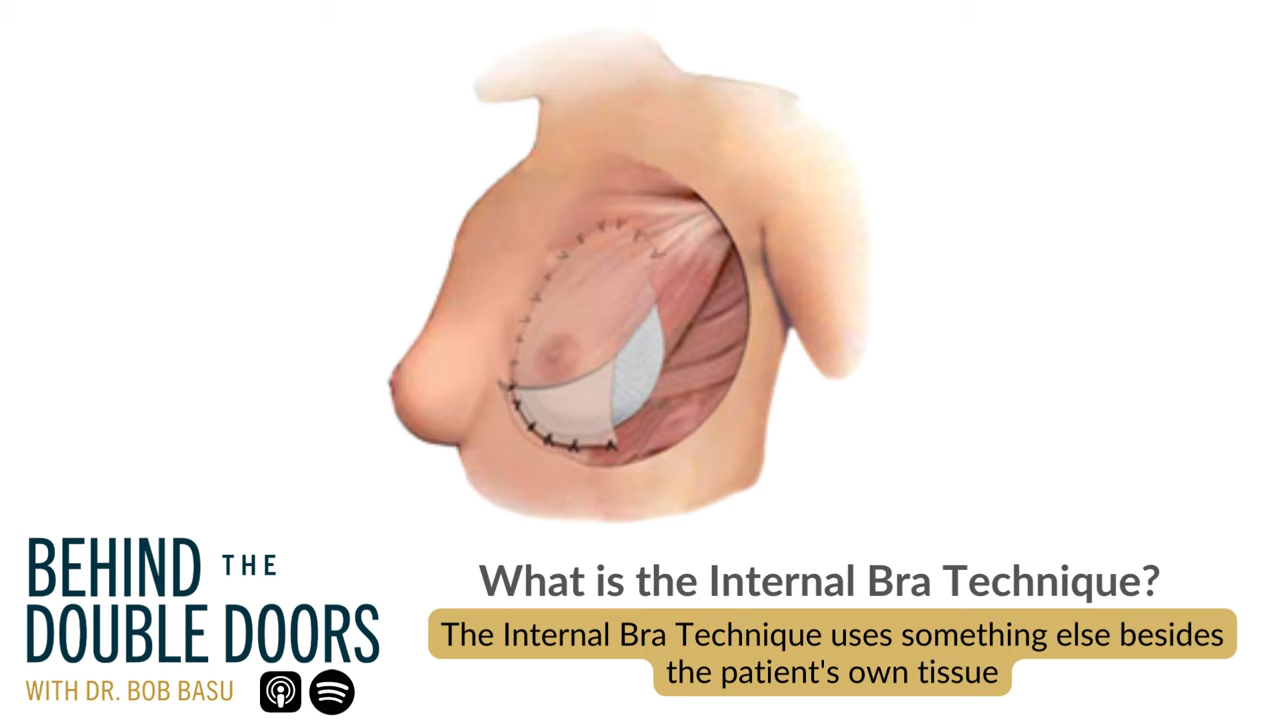 BEHIND THE
DOUBLE DOORS
WITH DR. BOB BASU
What is the Internal Bra Technique?
The Internal Bra Technique uses something else besides
the patient's own tissue